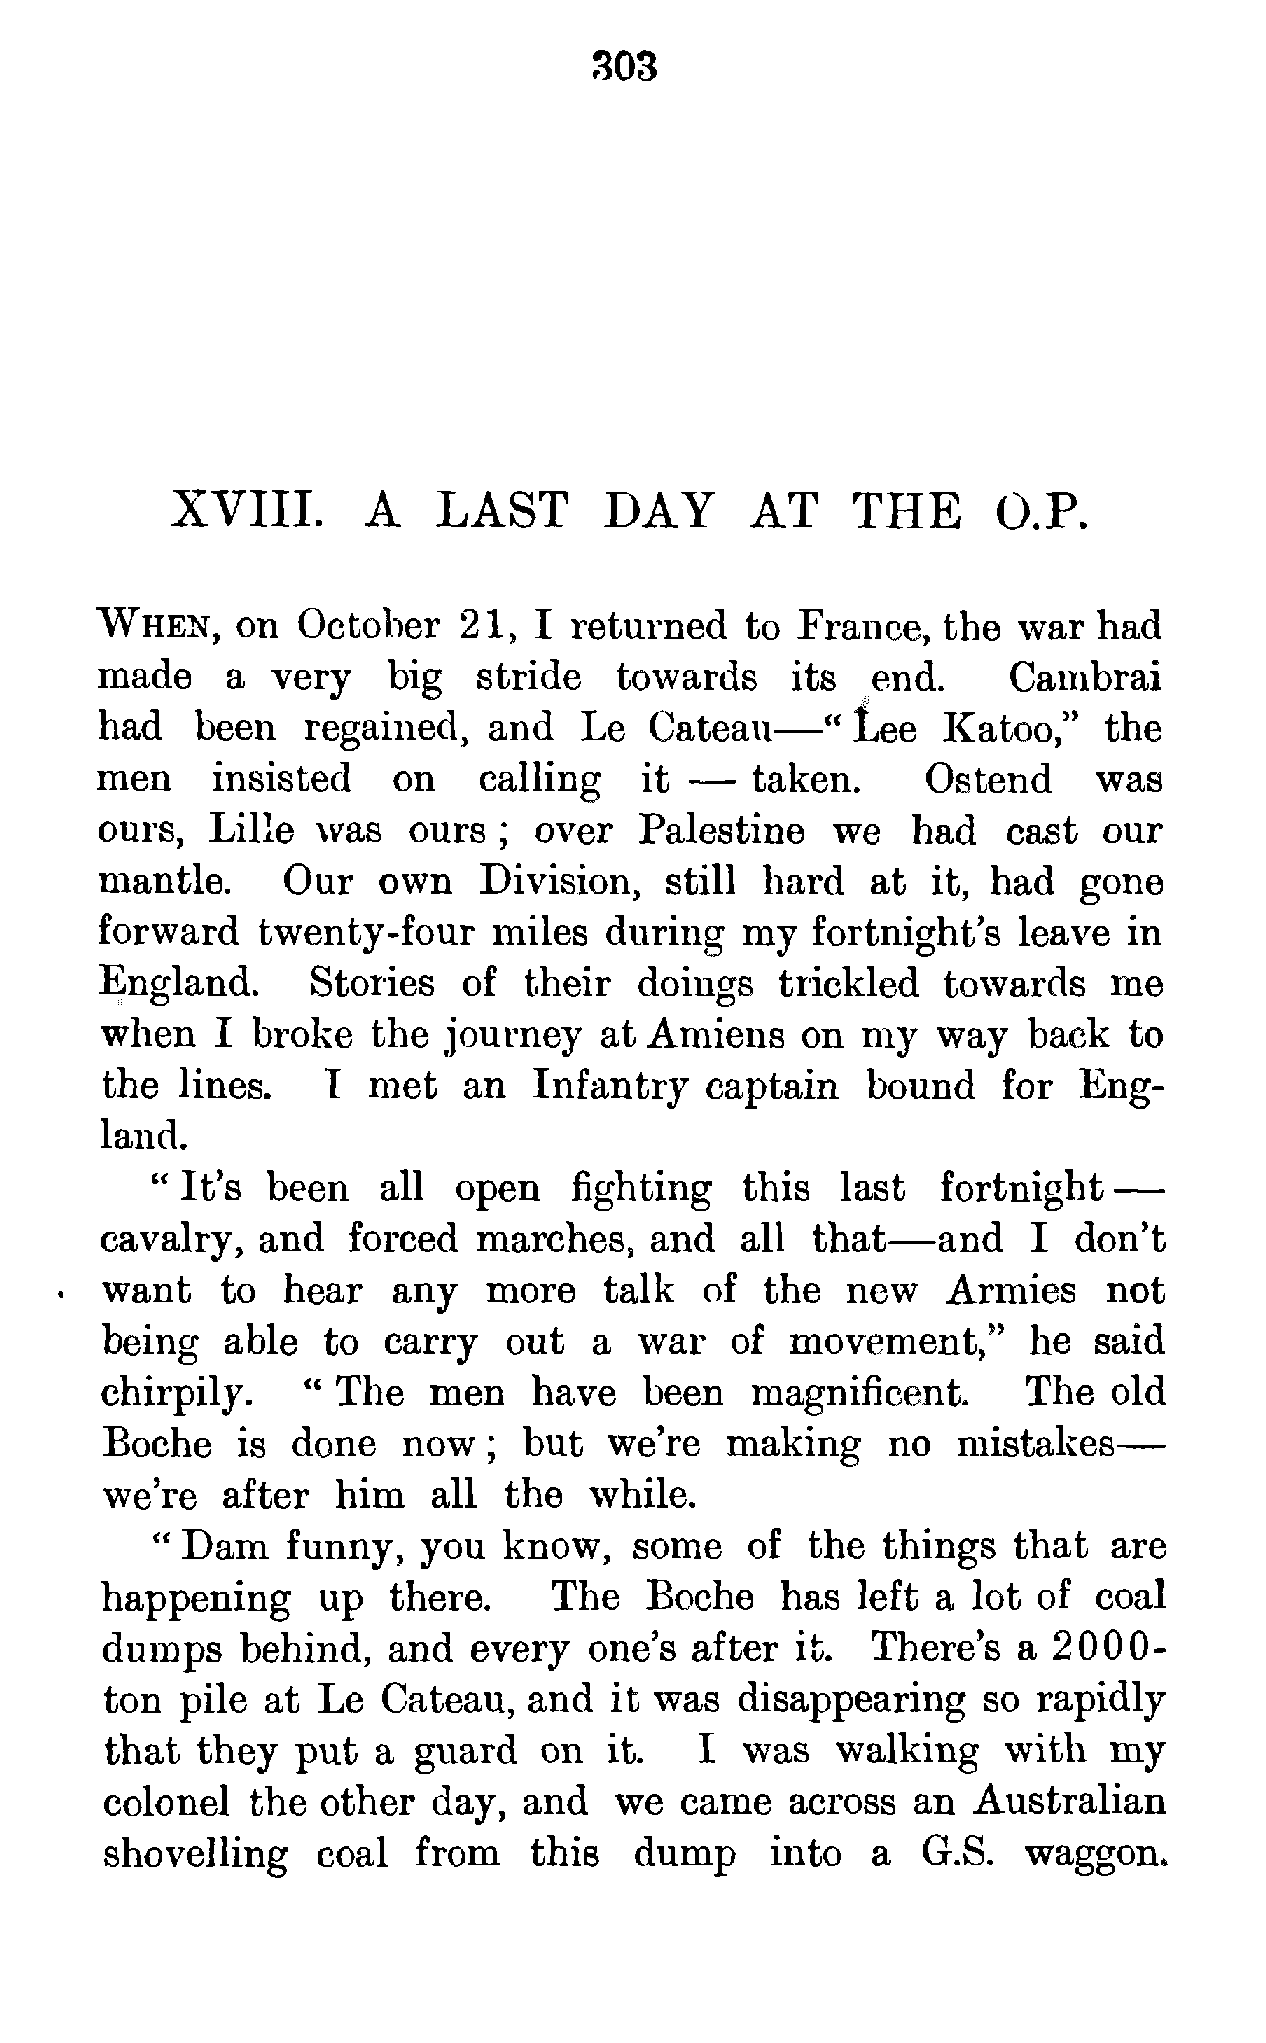 303
XVIII. A LAST DAY AT THE O.P.
WHEN, on October 21, I returned to France, the war had
made a very big stride towards its end. Cambrai
had been regained, and Le Cateau—“ Lee Katoo,” the
men insisted on calling it — taken. Ostend was
ours, Lille was ours ; over Palestine we had cast our
mantle. Our own Division, still hard at it, had gone
forward twenty-four miles during my fortnight’s leave in
England. Stories of their doings trickled towards me
when I broke the journey at Amiens on my way back to
the lines. I met an Infantry captain bound for Eng-
land.
“ It’s been all open fighting this last fortnight —
cavalry, and forced marches, and all that—and I don’t
want to hear any more talk of the new Armies not
being able to carry out a war of movement,” he said
chirpily. “ The men have been magnificent. The old
Boche is done now ; but we’re making no mistakes—
we’re after him all the while.
“ Dam funny, you know, some of the things that are
happening up there. The Boche has left a lot of coal
dumps behind, and every one’s after it. There’s a 2000-
ton pile at Le Cateau, and it was disappearing so rapidly
that they put a guard on it. I was walking with my
colonel the other day, and we came across an Australian
shovelling coal from this dump into a G.S. waggon.